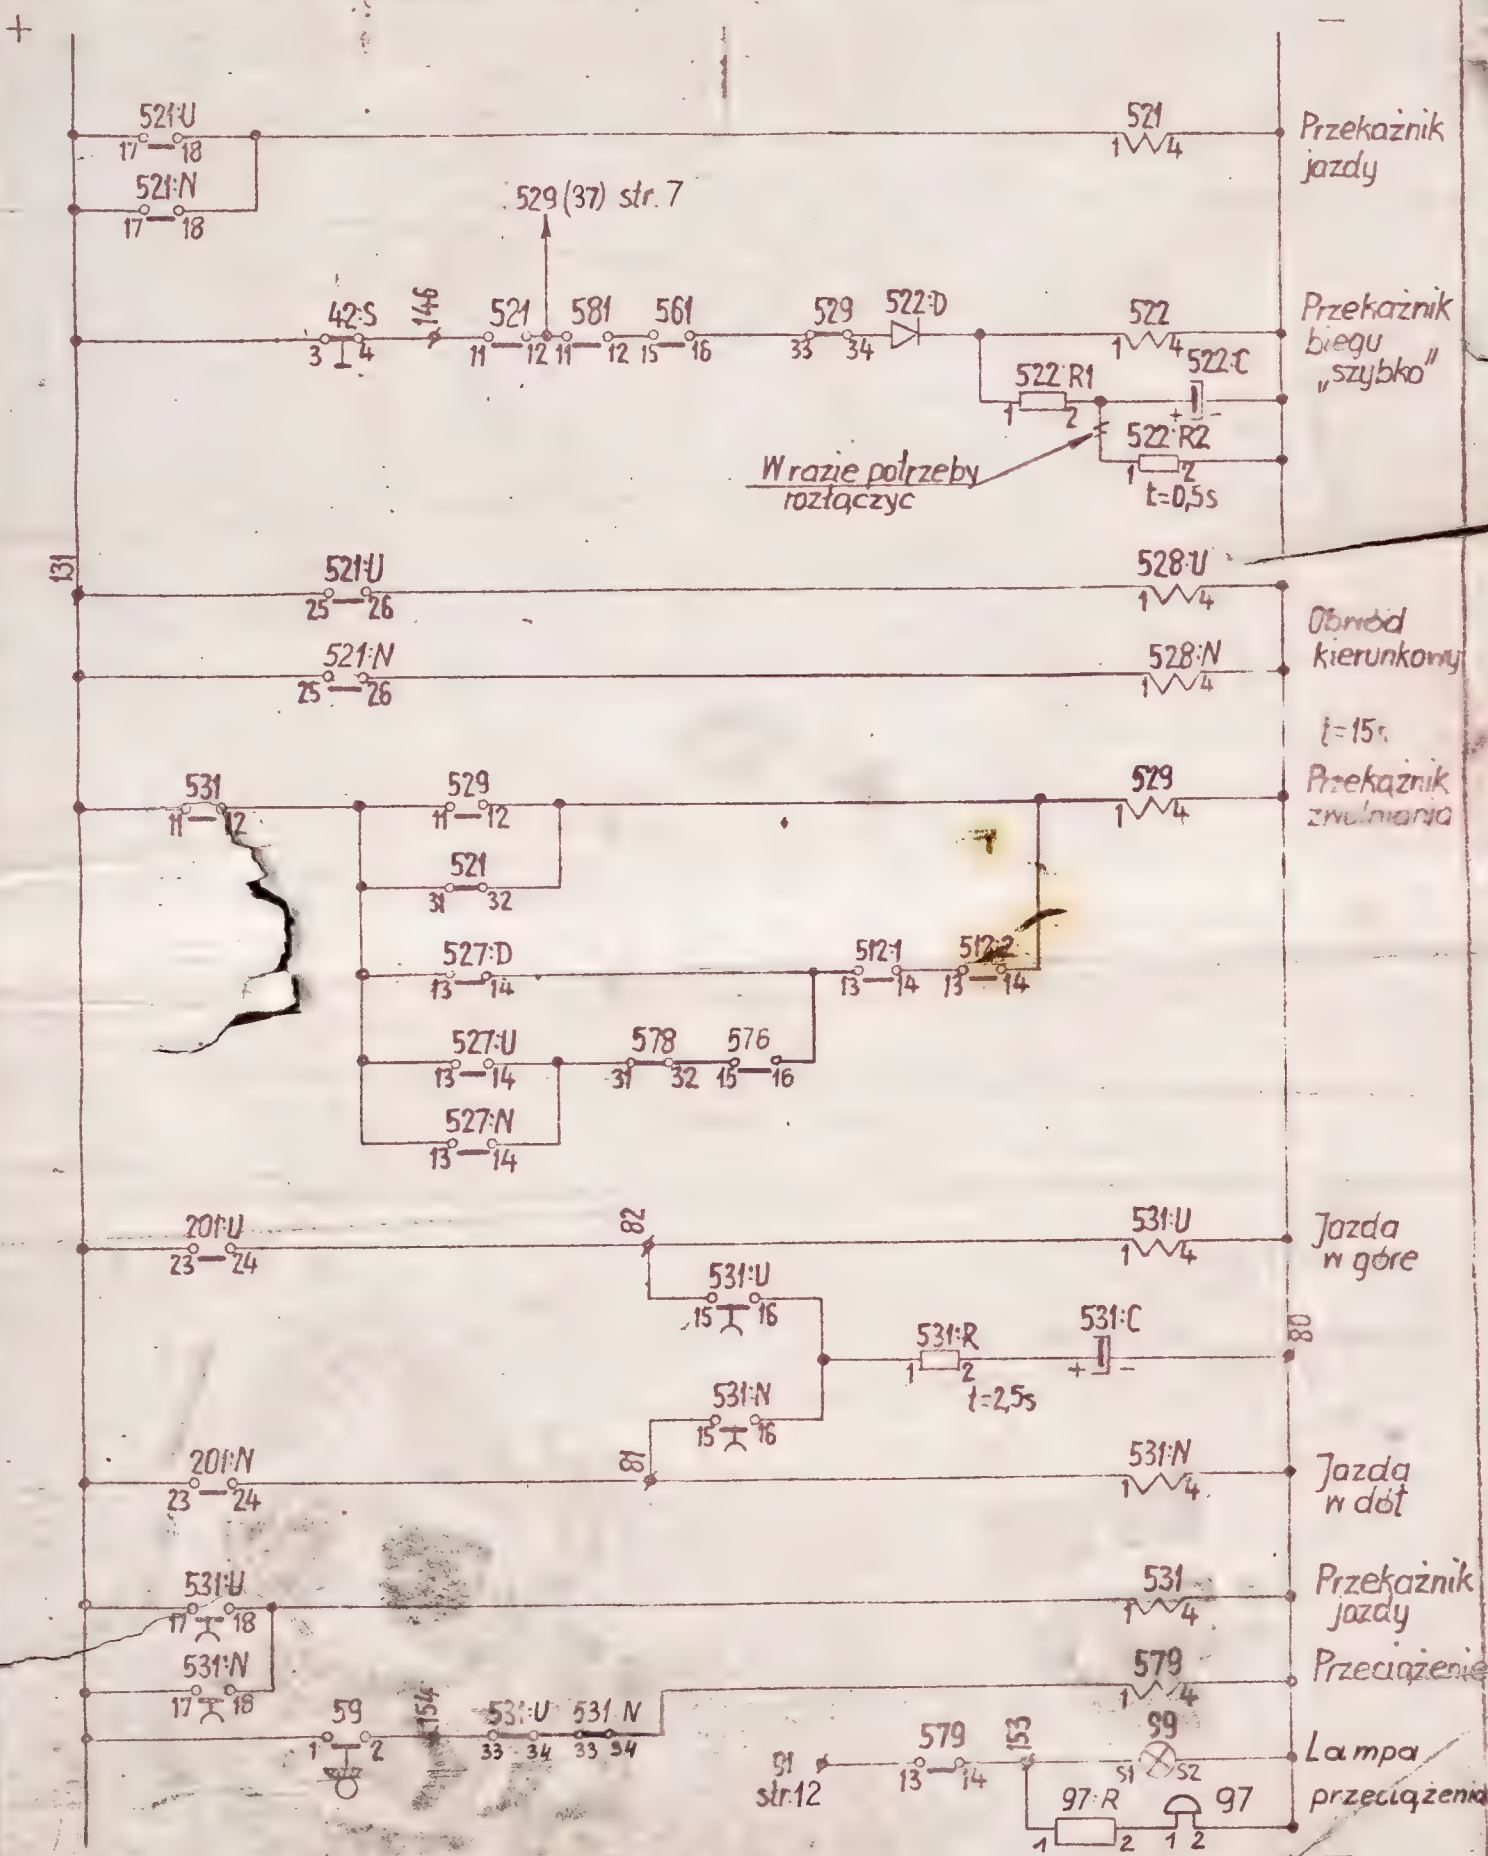 + −
521:U 521
17 18 1 4
Przekaźnik
jazdy
521:N
17 18
529 (37) str. 7
42:S 146 521 581 561 529 522:D 522
3 4 11 12 11 12 15 16 33 34 1 4
Przekaźnik
biegu
„szybko"
522:R1 522:C
1 2 + -
522:R2
1 2
t=0,5s
W razie potrzeby
rozłączyc
131
521:U 528:U
25 26 1 4
Obwód
kierunkowy
521:N 528:N
25 26 1 4
t=15s
531 529 529
11 12 11 12 1 4
Przekąźnik
zwalniania
521
31 32
527:D 512:1 512:2
13 14 13 14 13 14
527:U 578 576
13 14 31 32 15 16
527:N
13 14
201:U 82 531:U
23 24 1 4
Jazda
w góre
531:U
15 16
531:R 531:C
1 2 + -
t=2,5s
80
531:N
15 16
201:N 81 531:N
23 24 1 4
Jazda
w dół
531:U 531
17 18 1 4
Przekaźnik
jazdy
531:N 579
17 18 1 4
Przeciążenie
59 154 531:U 531:N
1 2 33 34 33 34
91
str.12
579 153 S9
13 14 S1 S2
Lampa
przeciążenia
97:R 97
1 2 1 2